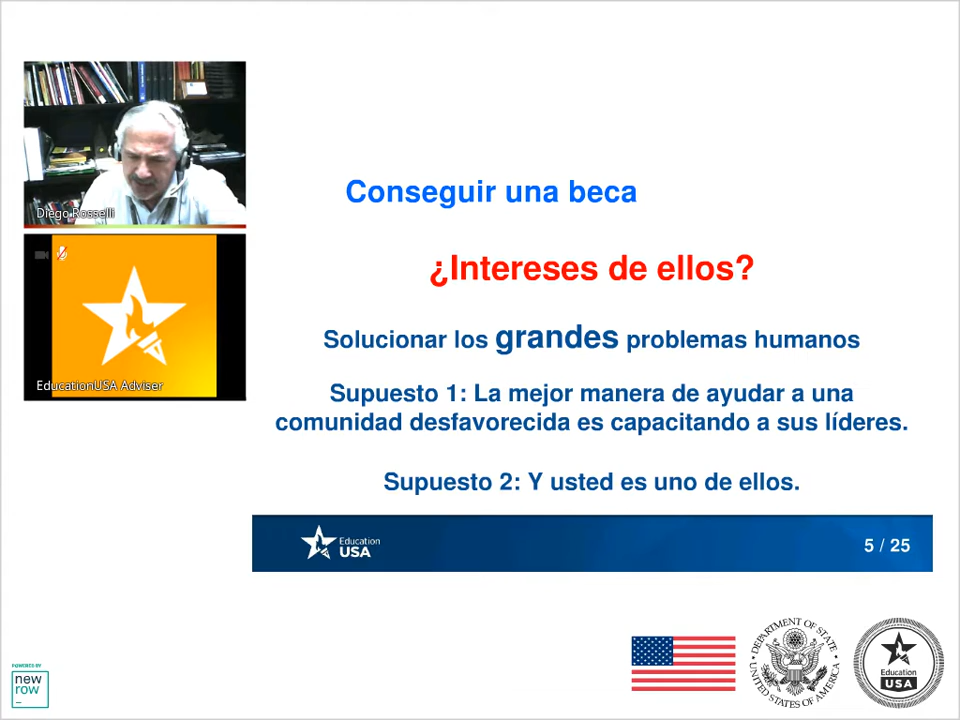 Diego Rosselli
EducationUSA Adviser
Conseguir una beca
¿Intereses de ellos?
Solucionar los grandes problemas humanos
Supuesto 1: La mejor manera de ayudar a una
comunidad desfavorecida es capacitando a sus líderes.
Supuesto 2: Y usted es uno de ellos.
Education
USA
5 / 25
POWERED BY
new
row
DEPARTMENT OF STATE
UNITED STATES OF AMERICA
Education
USA